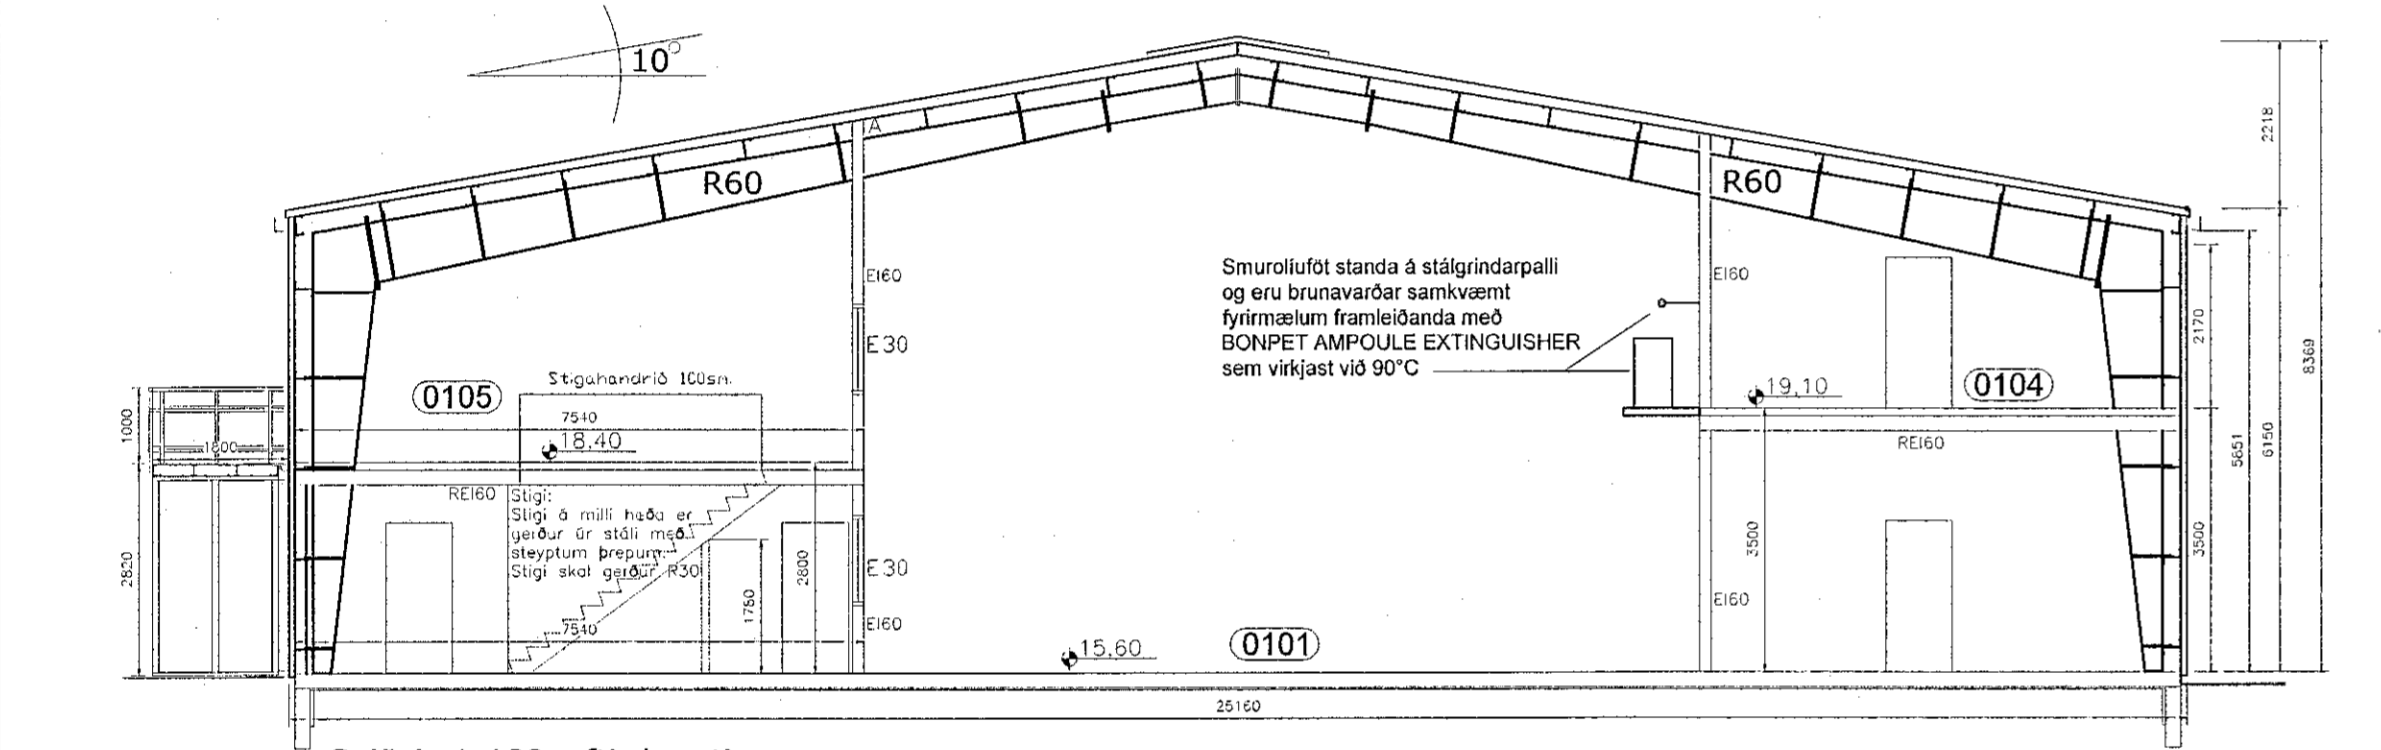 10°
A
R60
R60
2218
EI60
EI60
Smurolíuföt standa á stálgrindarpalli
og eru brunavarðar samkvæmt
fyrirmælum framleiðanda með
BONPET AMPOULE EXTINGUISHER
sem virkjast við 90°C
E30
2170
8369
Stigahandrið 100sm.
0105
19,10
0104
1000
7540
1800
18,40
5651
6150
REI60
REI60
Stigi:
Stigi á milli hæða er
gerður úr stáli með
steyptum þrepum.
Stigi skal gerður R30
2820
1780
2800
E30
3500
3500
EI60
7540
EI60
15,60
0101
25160